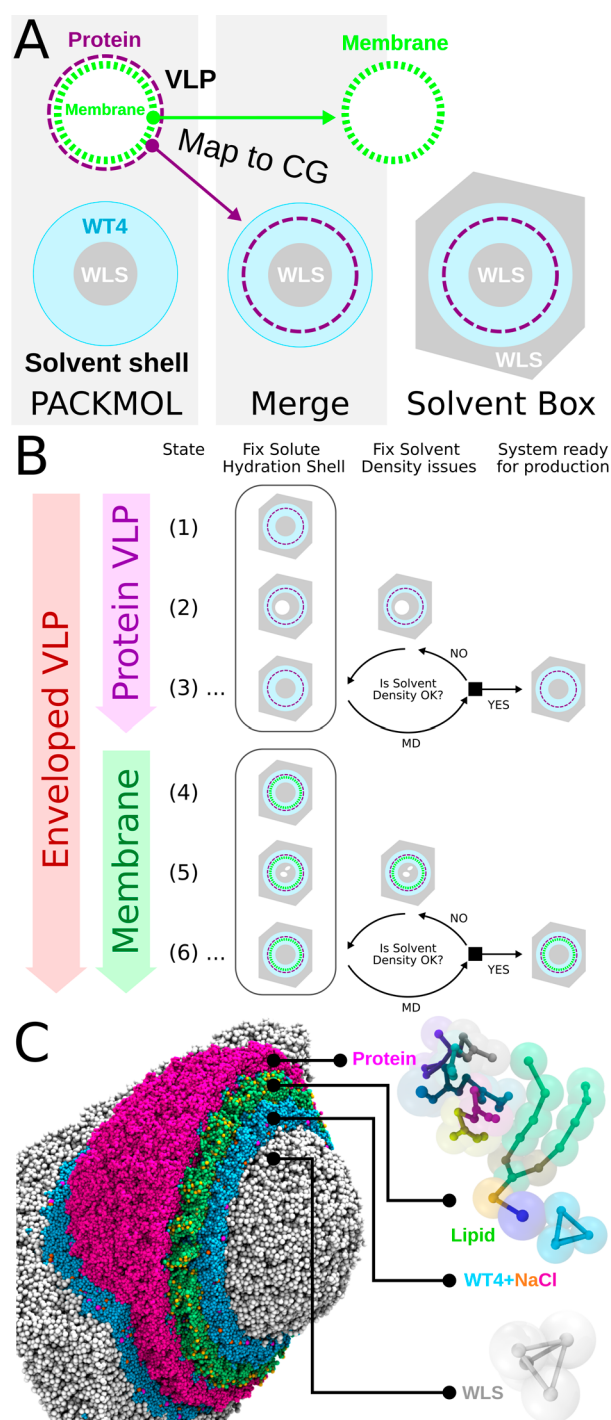 A
Protein
Membrane
VLP
Membrane
Map to CG
WT4
WLS
WLS
WLS
WLS
Solvent shell
PACKMOL
Merge
Solvent Box
B
State
Fix Solute
Hydration Shell
Fix Solvent
Density issues
System ready
for production
Enveloped VLP
Protein VLP
(1)
(2)
(3) ...
NO
Is Solvent
Density OK?
YES
MD
Membrane
(4)
(5)
(6) ...
NO
Is Solvent
Density OK?
YES
MD
C
Protein
Lipid
WT4+NaCl
WLS